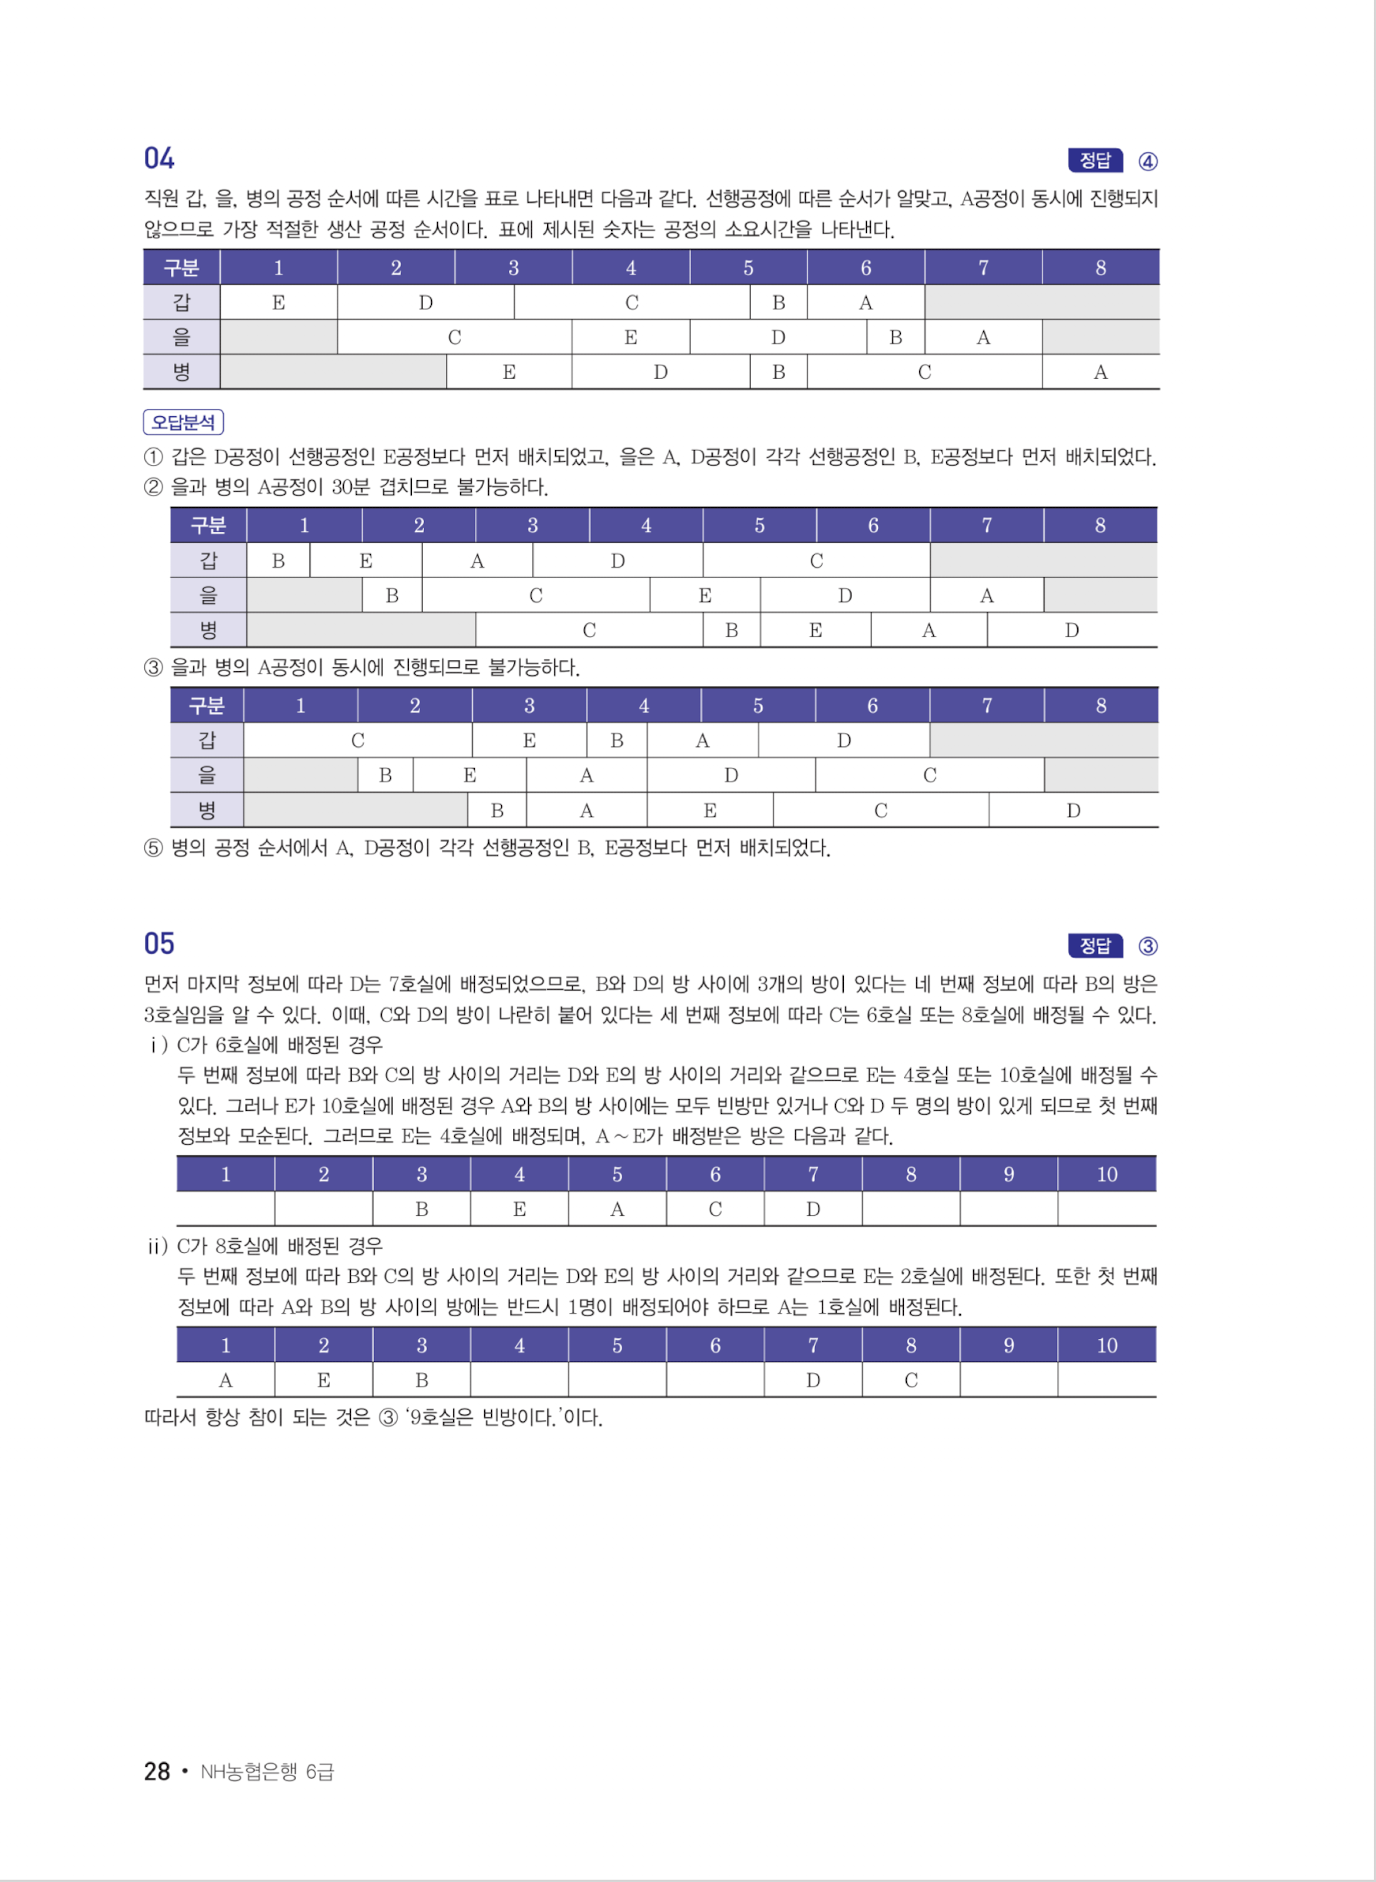 04
정답 ④
직원 갑, 을, 병의 공정 순서에 따른 시간을 표로 나타내면 다음과 같다. 선행공정에 따른 순서가 알맞고, A공정이 동시에 진행되지
않으므로 가장 적절한 생산 공정 순서이다. 표에 제시된 숫자는 공정의 소요시간을 나타낸다.
구분 1 2 3 4 5 6 7 8
갑 E D C B A
을 C E D B A
병 E D B C A
오답분석
① 갑은 D공정이 선행공정인 E공정보다 먼저 배치되었고, 을은 A, D공정이 각각 선행공정인 B, E공정보다 먼저 배치되었다.
② 을과 병의 A공정이 30분 겹치므로 불가능하다.
구분 1 2 3 4 5 6 7 8
갑 B E A D C
을 B C E D A
병 C B E A D
③ 을과 병의 A공정이 동시에 진행되므로 불가능하다.
구분 1 2 3 4 5 6 7 8
갑 C E B A D
을 B E A D C
병 B A E C D
⑤ 병의 공정 순서에서 A, D공정이 각각 선행공정인 B, E공정보다 먼저 배치되었다.
05
정답 ③
먼저 마지막 정보에 따라 D는 7호실에 배정되었으므로, B와 D의 방 사이에 3개의 방이 있다는 네 번째 정보에 따라 B의 방은
3호실임을 알 수 있다. 이때, C와 D의 방이 나란히 붙어 있다는 세 번째 정보에 따라 C는 6호실 또는 8호실에 배정될 수 있다.
ⅰ) C가 6호실에 배정된 경우
두 번째 정보에 따라 B와 C의 방 사이의 거리는 D와 E의 방 사이의 거리와 같으므로 E는 4호실 또는 10호실에 배정될 수
있다. 그러나 E가 10호실에 배정된 경우 A와 B의 방 사이에는 모두 빈방만 있거나 C와 D 두 명의 방이 있게 되므로 첫 번째
정보와 모순된다. 그러므로 E는 4호실에 배정되며, A~E가 배정받은 방은 다음과 같다.
1 2 3 4 5 6 7 8 9 10
B E A C D
ⅱ) C가 8호실에 배정된 경우
두 번째 정보에 따라 B와 C의 방 사이의 거리는 D와 E의 방 사이의 거리와 같으므로 E는 2호실에 배정된다. 또한 첫 번째
정보에 따라 A와 B의 방 사이의 방에는 반드시 1명이 배정되어야 하므로 A는 1호실에 배정된다.
1 2 3 4 5 6 7 8 9 10
A E B D C
따라서 항상 참이 되는 것은 ③ ‘9호실은 빈방이다.’이다.
28 • NH농협은행 6급